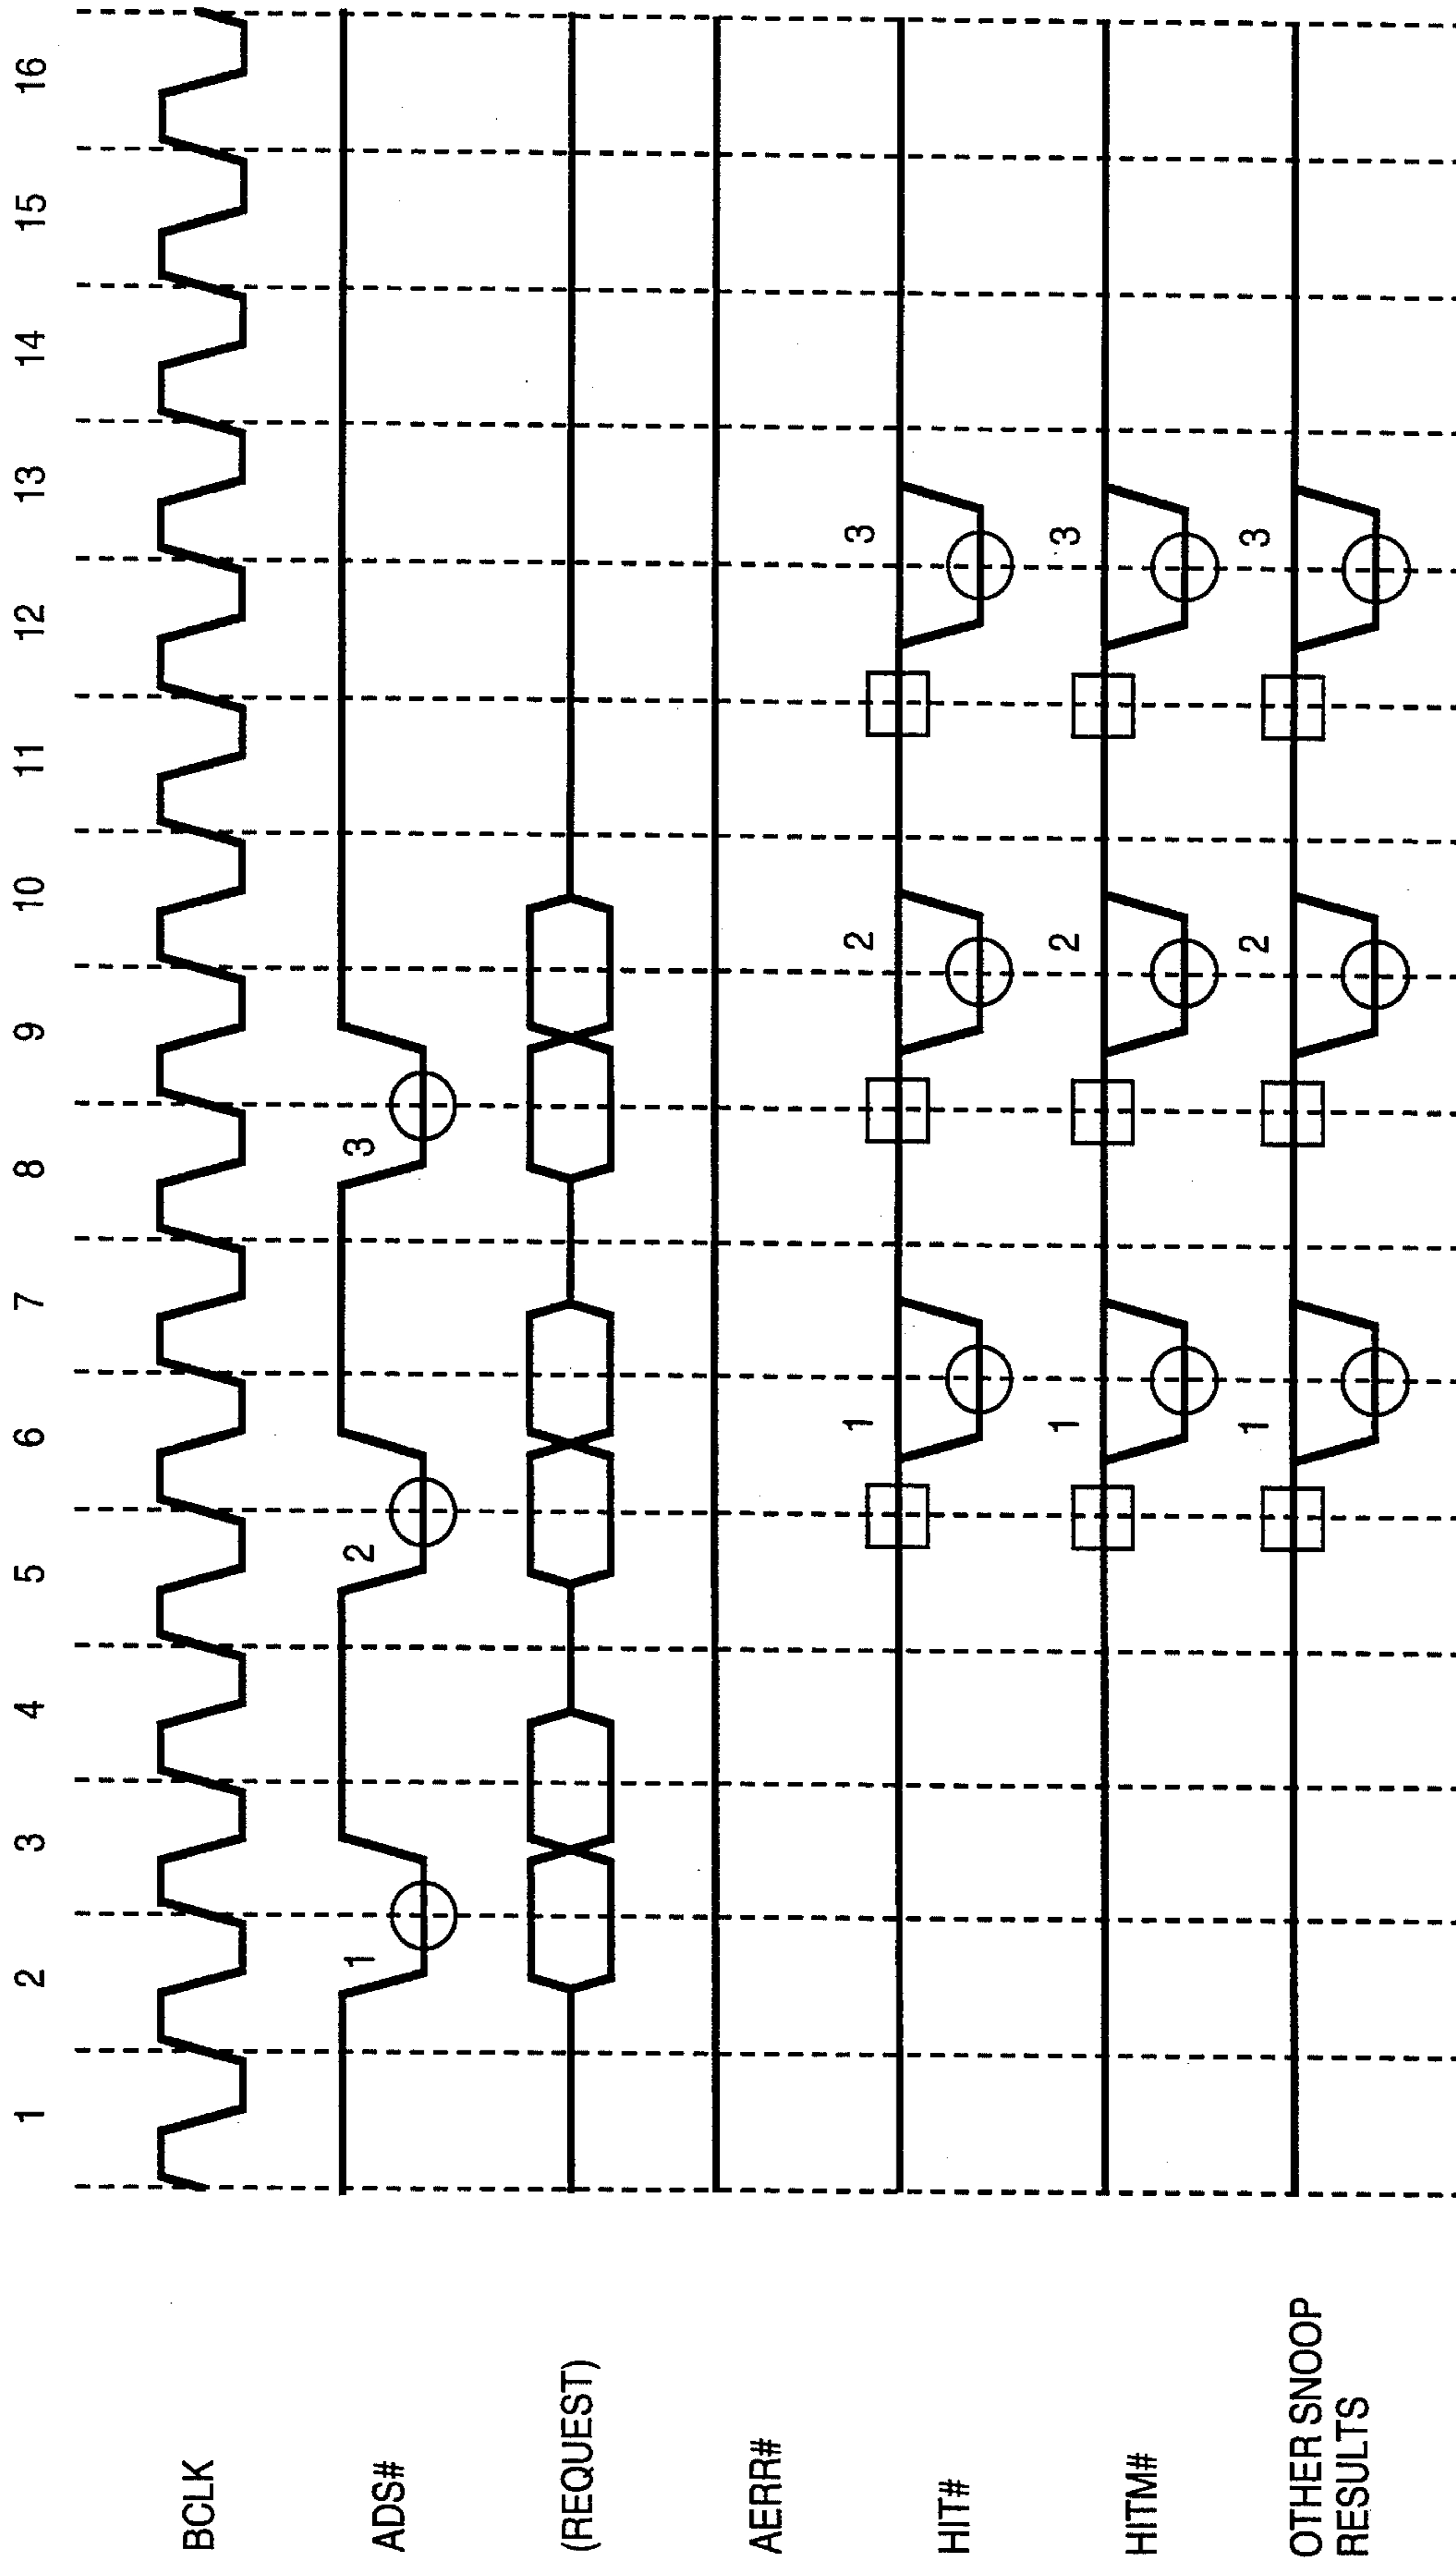 1 2 3 4 5 6 7 8 9 10 11 12 13 14 15 16
BCLK
ADS#
1 2 3
(REQUEST)
AERR#
HIT#
1 2 3
HITM#
1 2 3
OTHER SNOOP
RESULTS
1 2 3